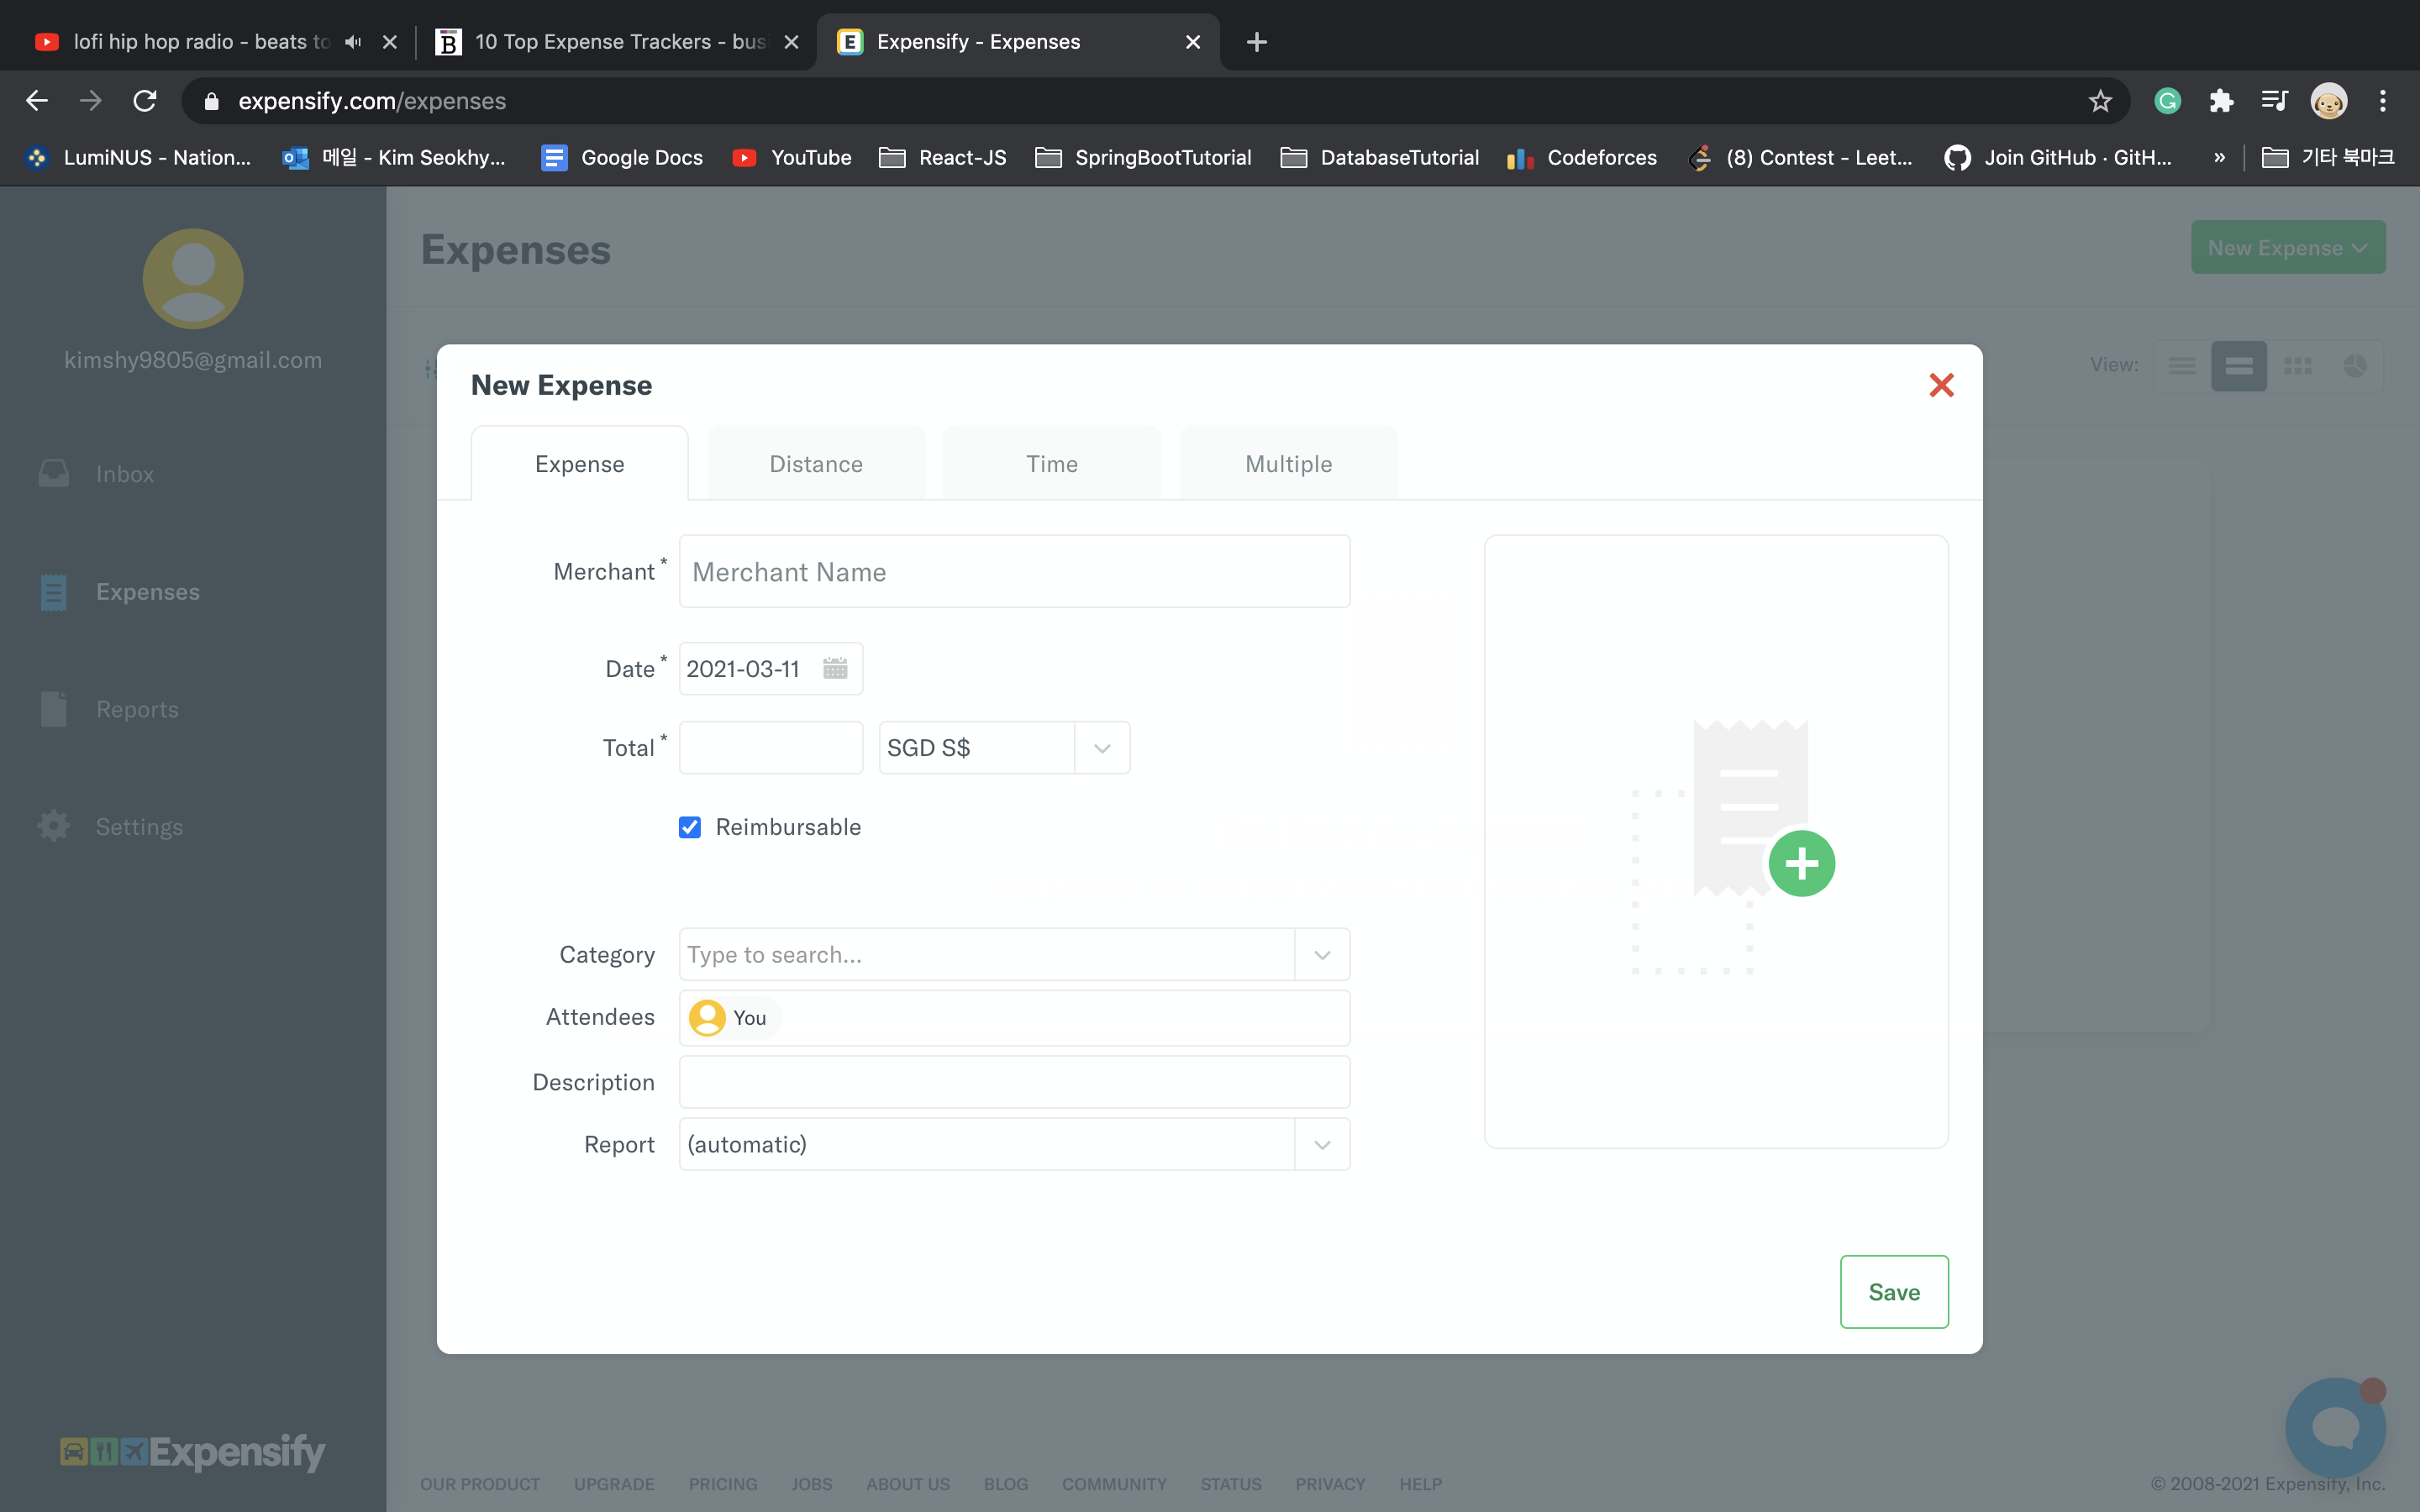 lofi hip hop radio - beats to
10 Top Expense Trackers - busi
Expensify - Expenses
expensify.com/expenses
LumiNUS - Nation...
메일 - Kim Seokhy...
Google Docs
YouTube
React-JS
SpringBootTutorial
DatabaseTutorial
Codeforces
(8) Contest - Leet...
Join GitHub · GitH...
»
기타 북마크
kimshy9805@gmail.com
Inbox
Expenses
Reports
Settings
Expensify
Expenses
New Expense
View:
New Expense
Expense
Distance
Time
Multiple
Merchant *
Merchant Name
Date *
2021-03-11
Total *
SGD S$
Reimbursable
Category
Type to search...
Attendees
You
Description
Report
(automatic)
Save
OUR PRODUCT
UPGRADE
PRICING
JOBS
ABOUT US
BLOG
COMMUNITY
STATUS
PRIVACY
HELP
© 2008-2021 Expensify, Inc.